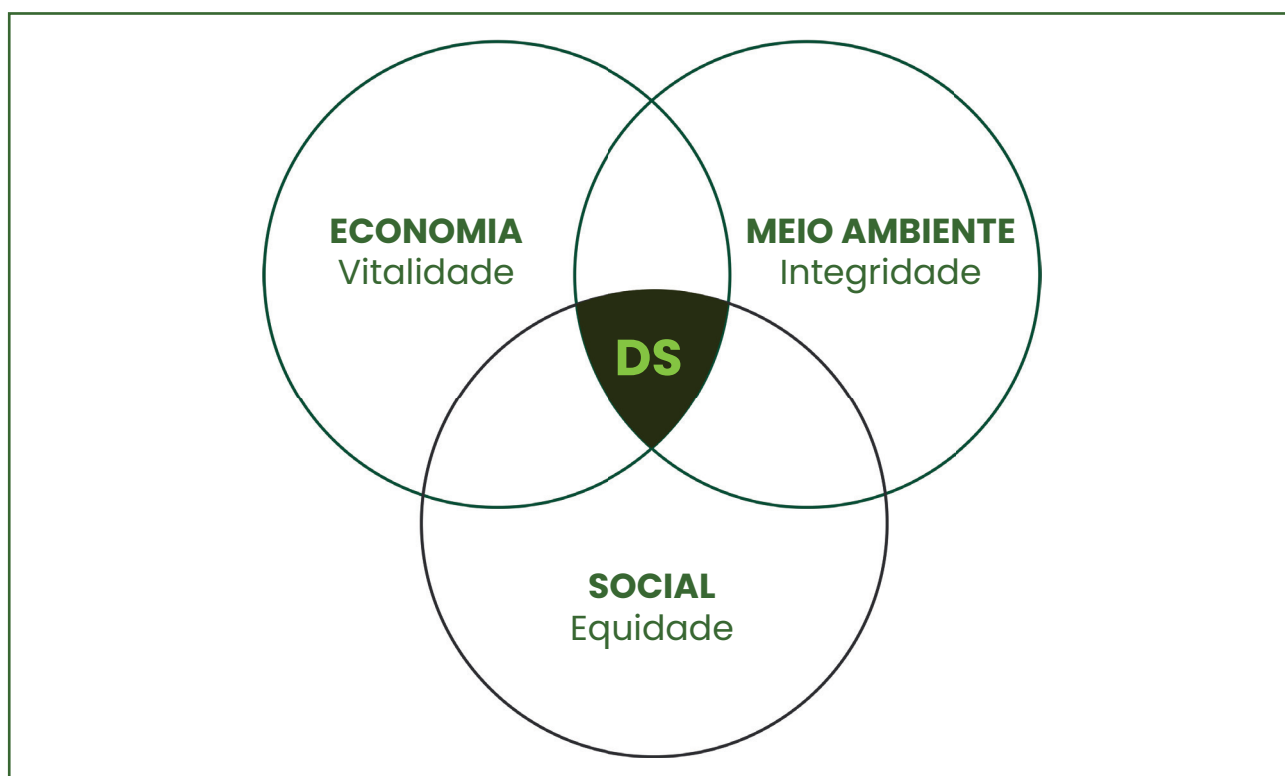 ECONOMIA
Vitalidade
MEIO AMBIENTE
Integridade
DS
SOCIAL
Equidade